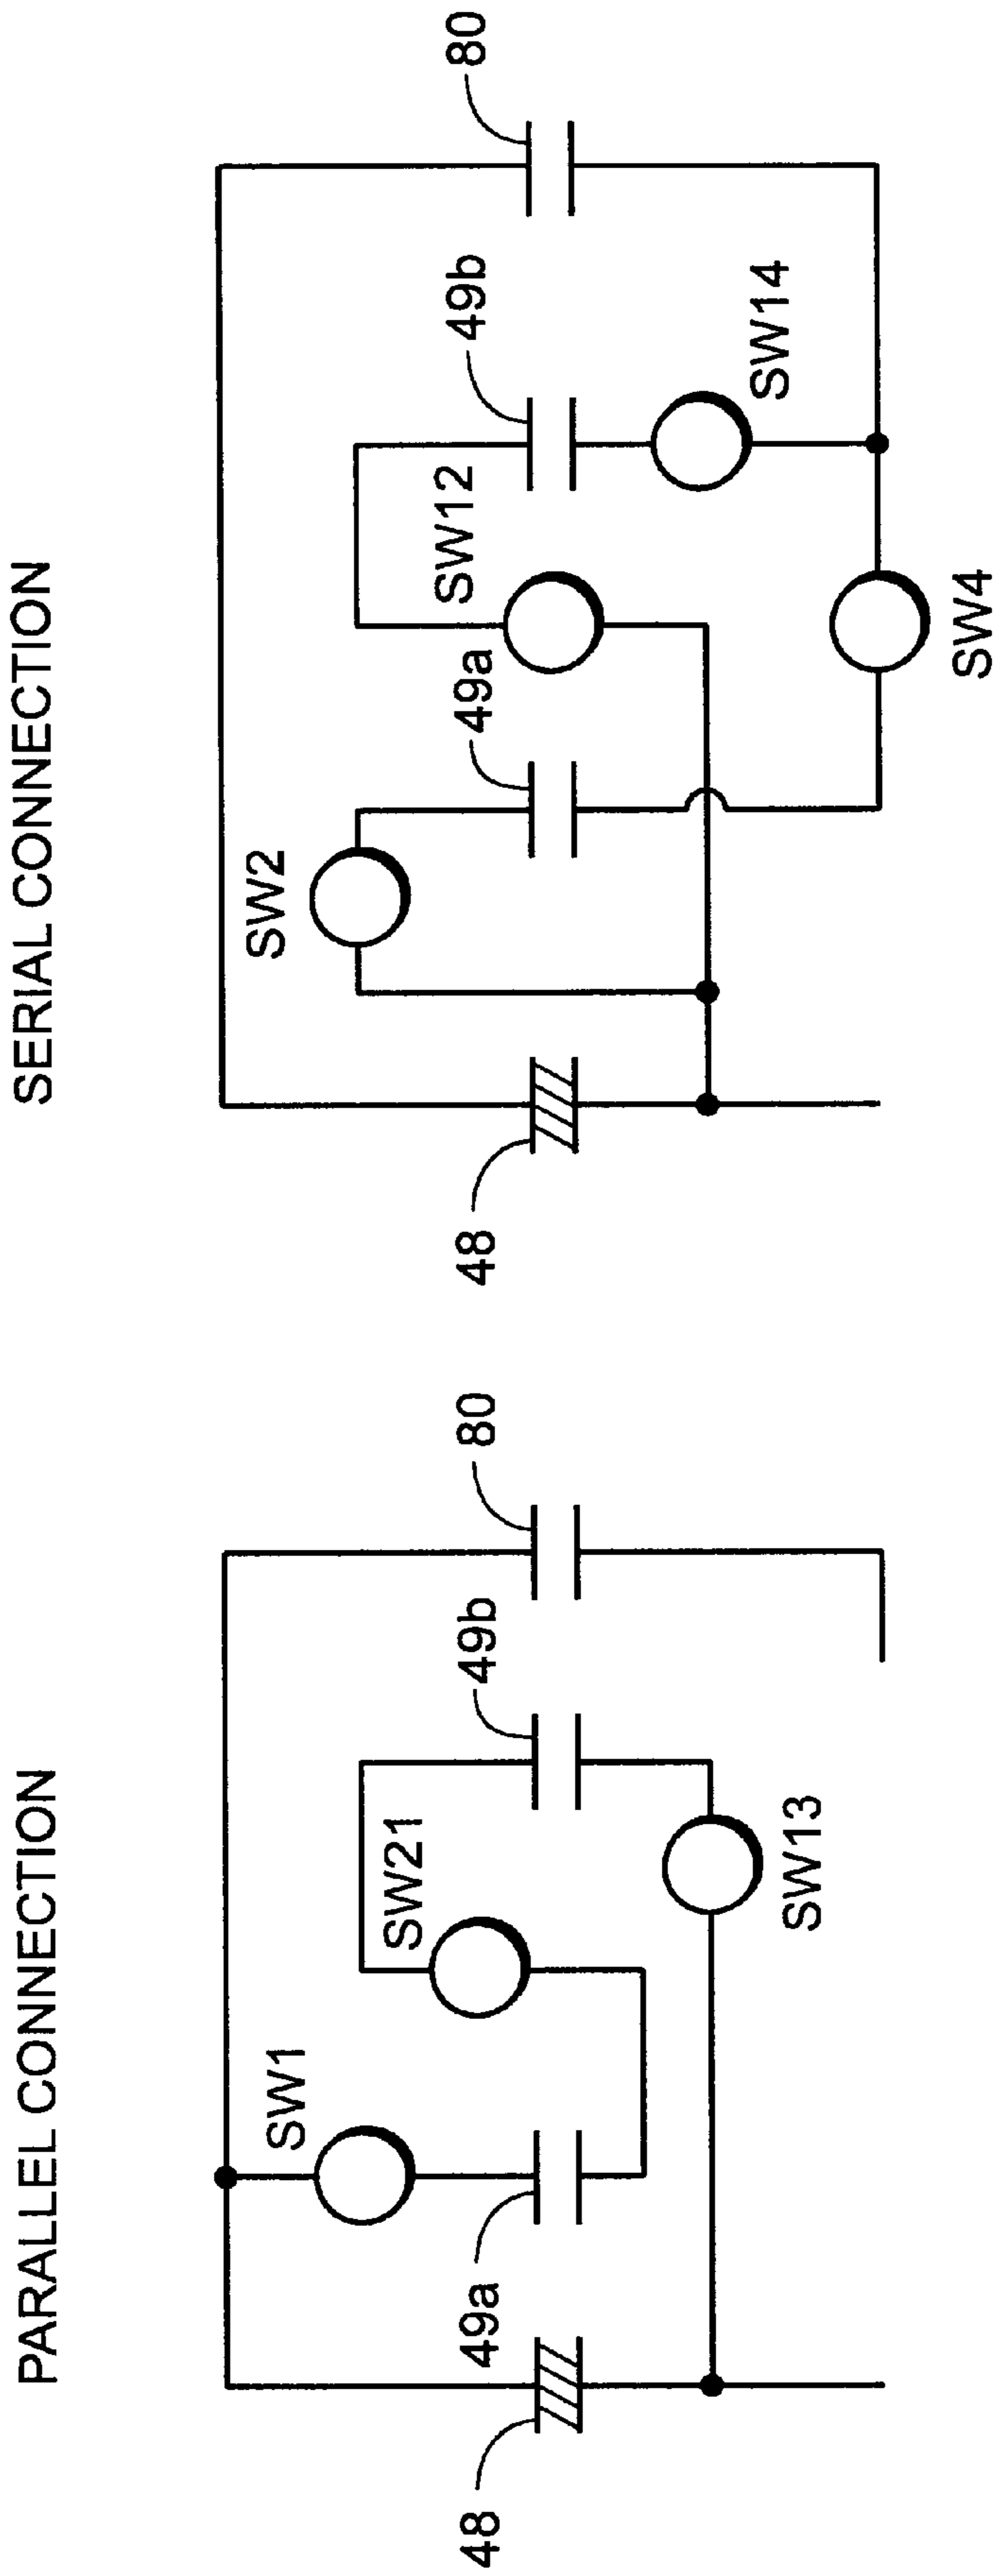 PARALLEL CONNECTION
48
49a
SW1
SW21
49b
SW13
80
SERIAL CONNECTION
48
SW2
49a
SW12
49b
SW14
SW4
80